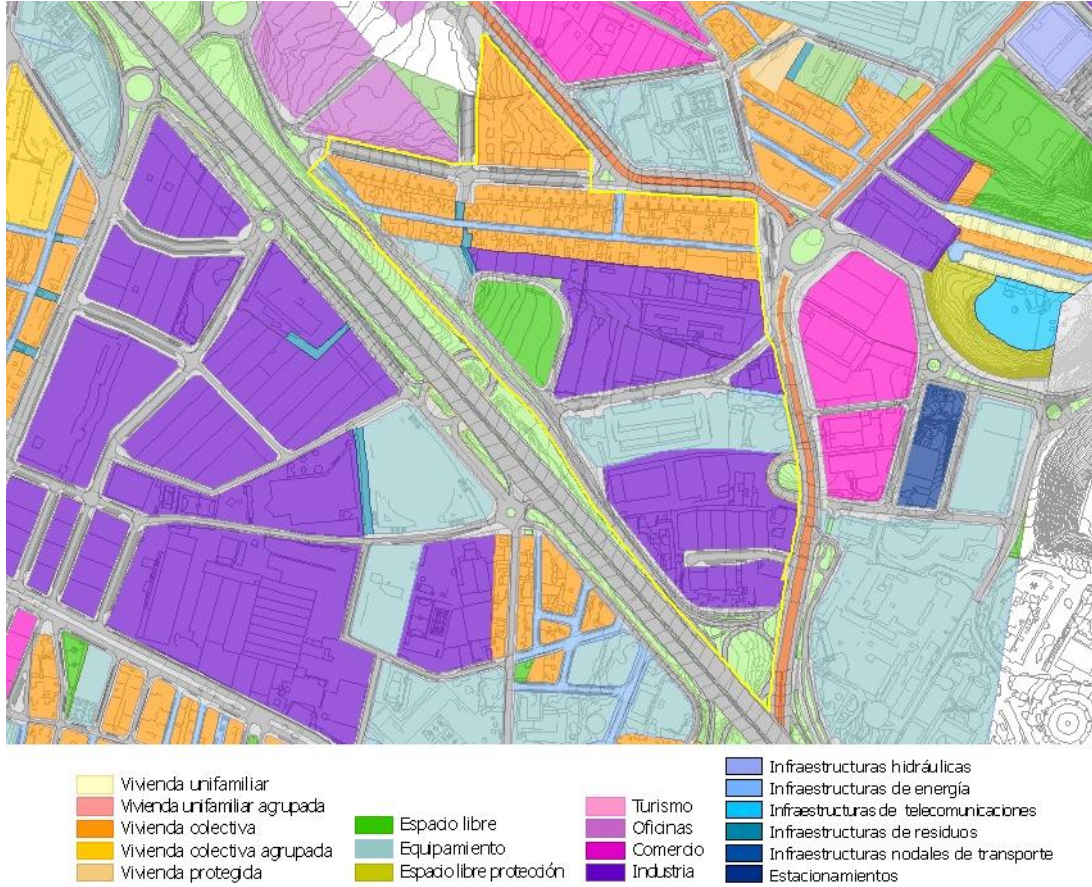 Vivienda unifamiliar
Vivienda unifamiliar agrupada
Vivienda colectiva
Vivienda colectiva agrupada
Vivienda protegida
Espacio libre
Equipamiento
Espacio libre protección
Turismo
Oficinas
Comercio
Industria
Infraestructuras hidráulicas
Infraestructuras de energía
Infraestructuras de telecomunicaciones
Infraestructuras de residuos
Infraestructuras nodales de transporte
Estacionamientos